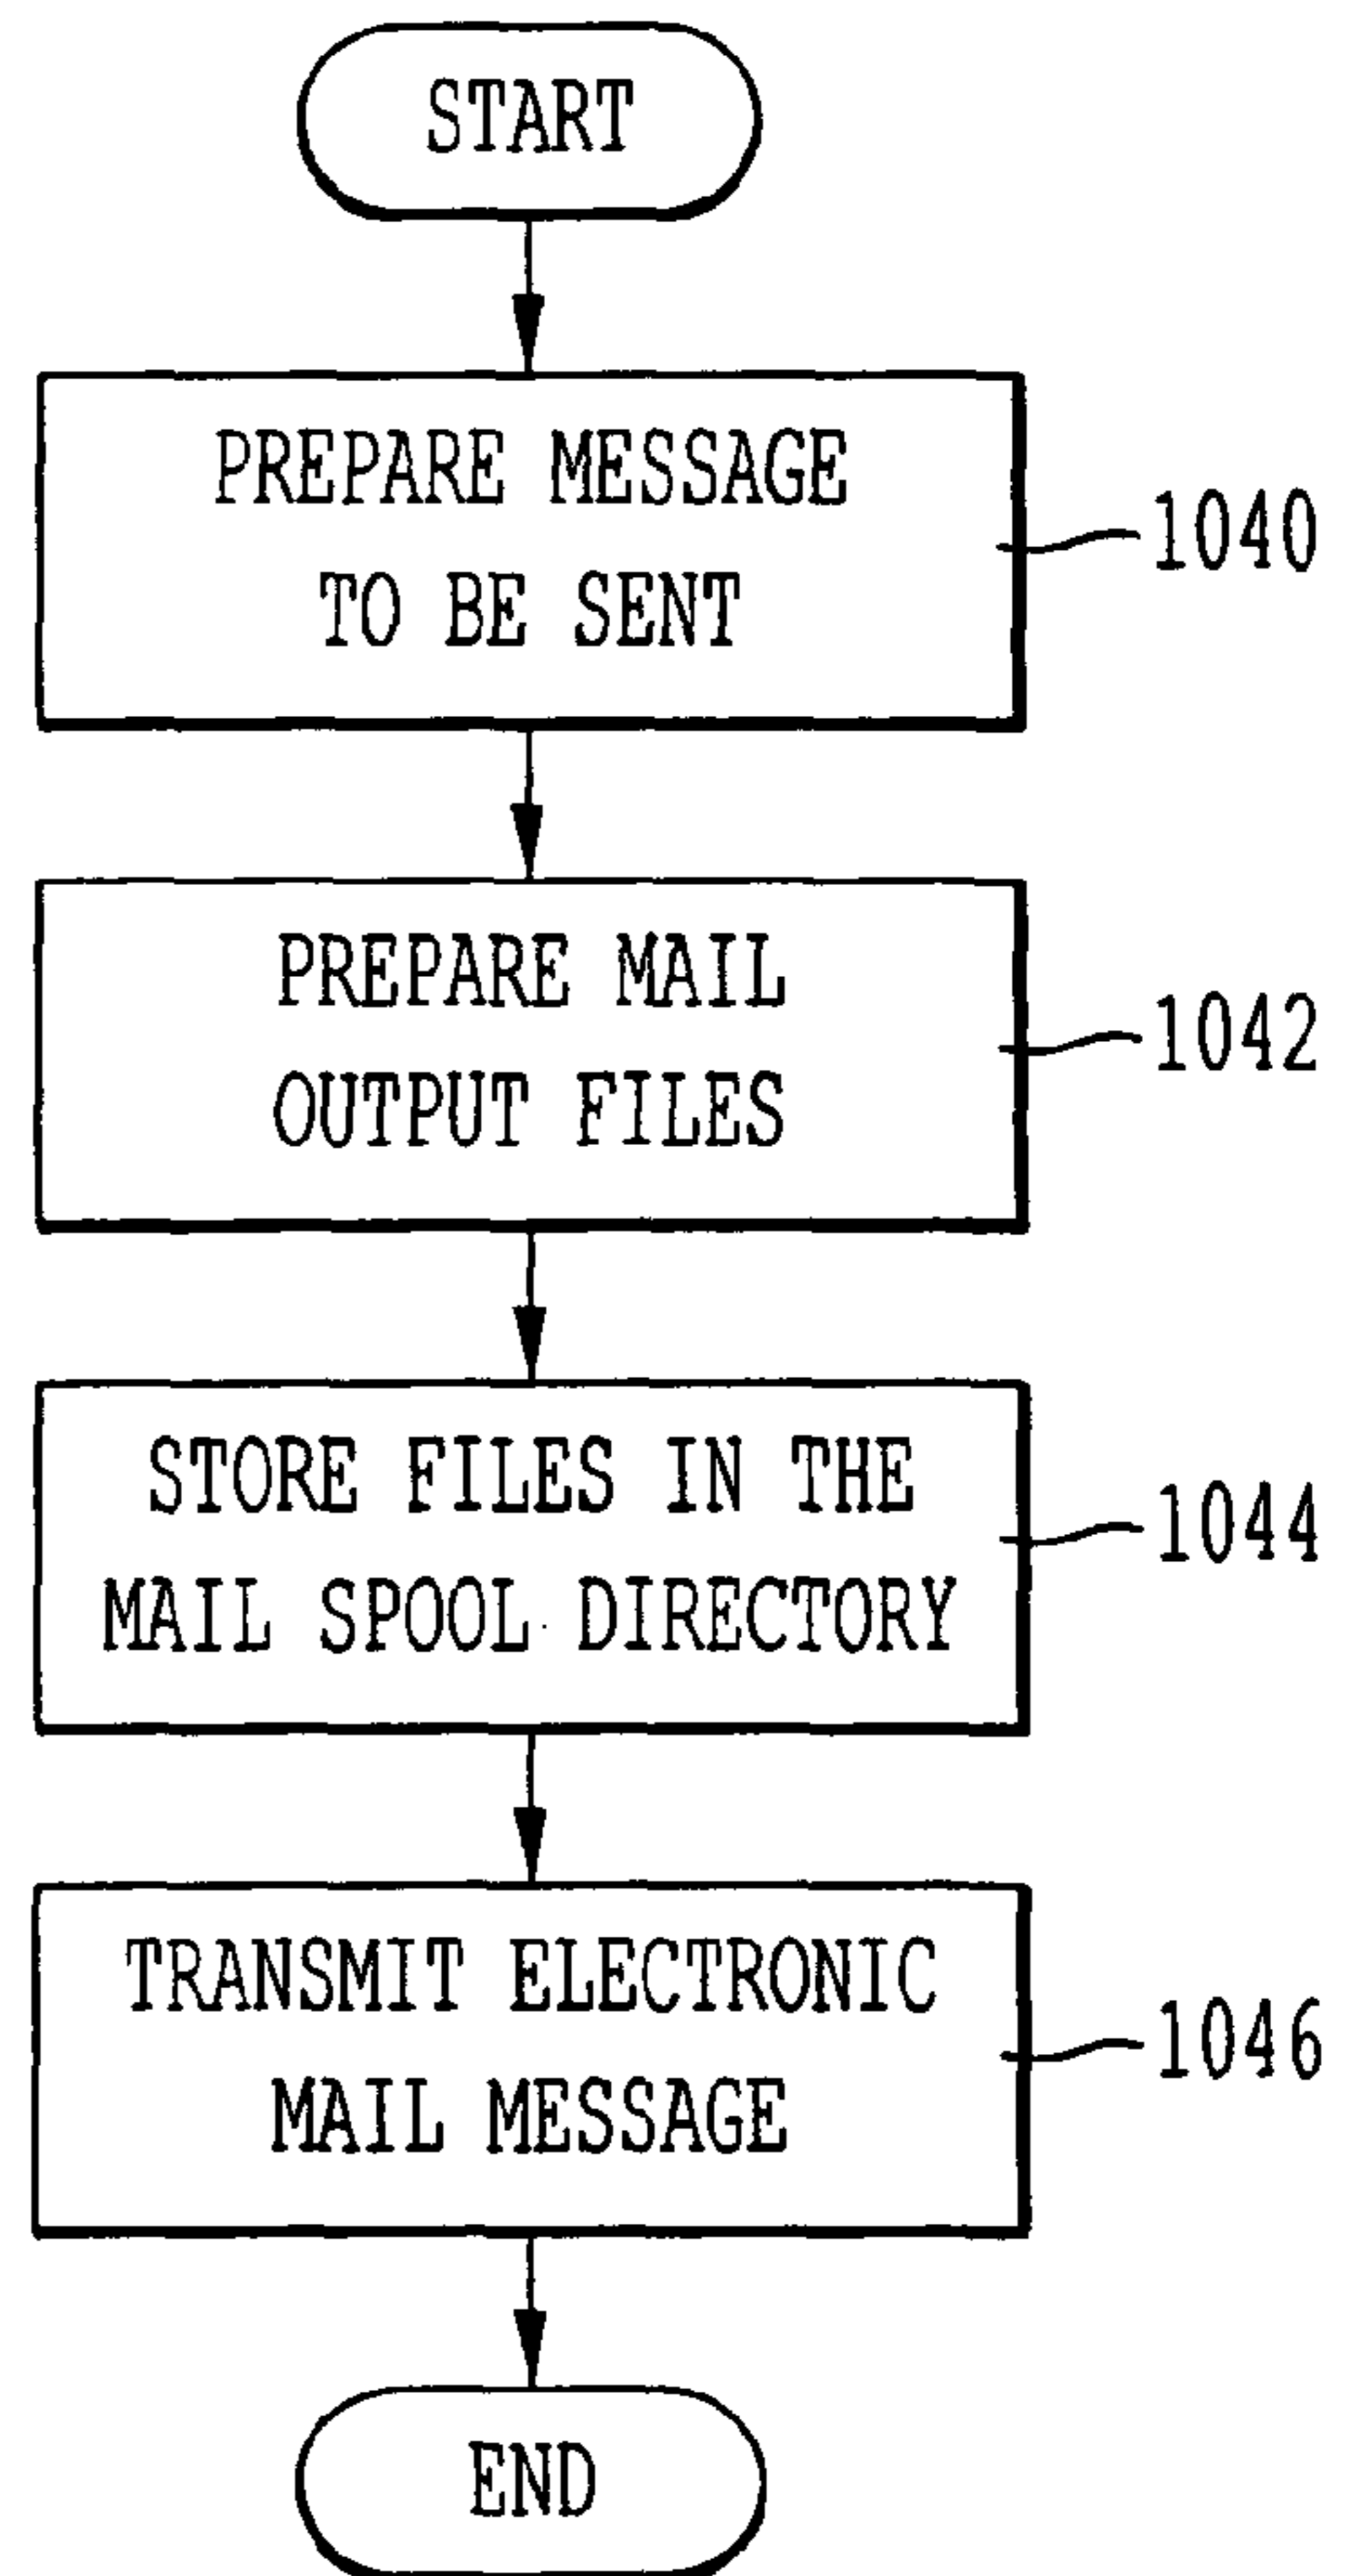 START
PREPARE MESSAGE
TO BE SENT
1040
PREPARE MAIL
OUTPUT FILES
1042
STORE FILES IN THE
MAIL SPOOL DIRECTORY
1044
TRANSMIT ELECTRONIC
MAIL MESSAGE
1046
END